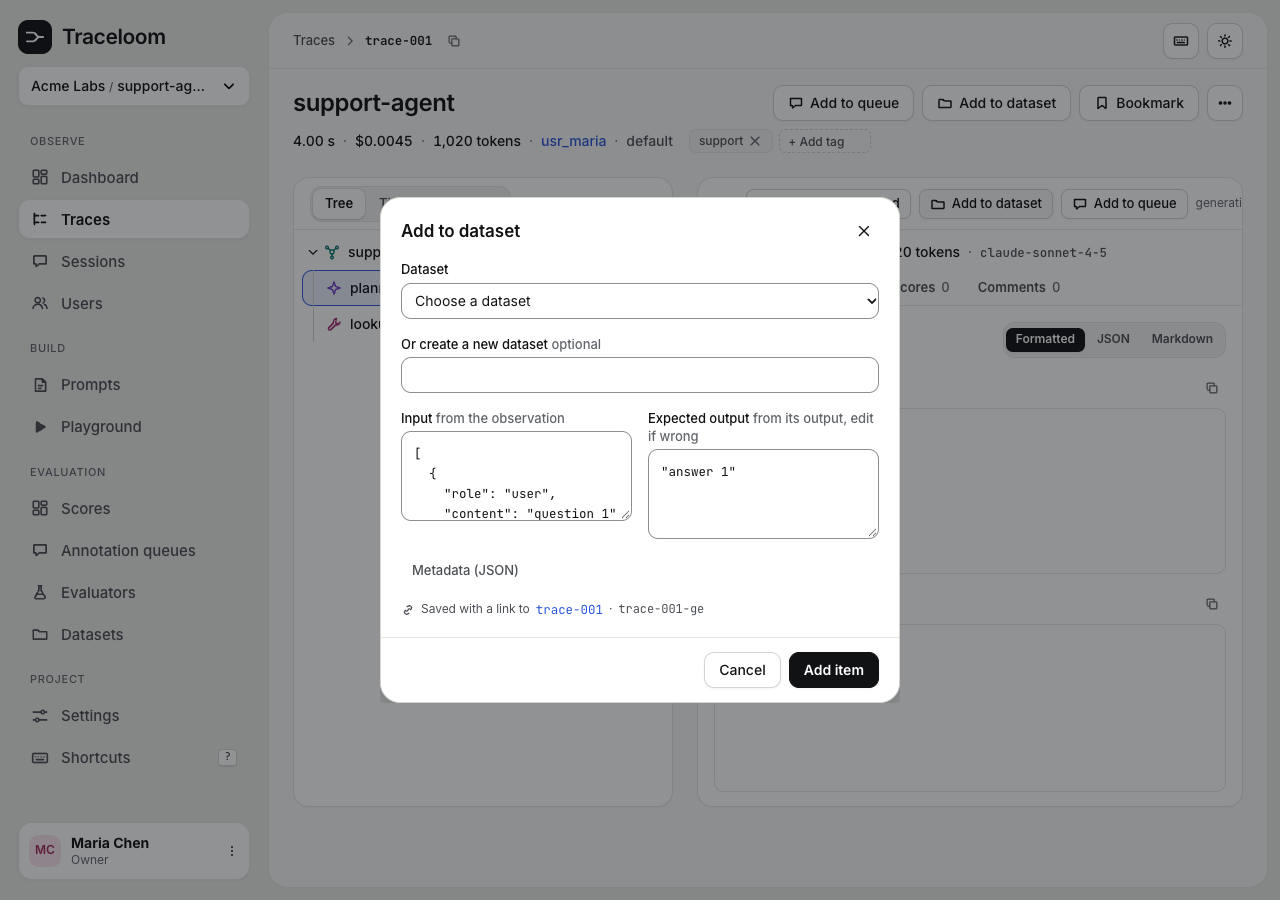 Traceloom
Acme Labs / support-ag...
OBSERVE
Dashboard
Traces
Sessions
Users
BUILD
Prompts
Playground
EVALUATION
Scores
Annotation queues
Evaluators
Datasets
PROJECT
Settings
Shortcuts ?
MC Maria Chen
Owner
Traces trace-001
support-agent
Add to queue Add to dataset Bookmark
4.00 s · $0.0045 · 1,020 tokens · usr_maria · default support + Add tag
Tree
Add to dataset Add to queue
tokens · claude-sonnet-4-5
0 Comments 0
Formatted JSON Markdown
Add to dataset
Dataset
Choose a dataset
Or create a new dataset optional
Input from the observation
[
{
"role": "user",
"content": "question 1"
Expected output from its output, edit
if wrong
"answer 1"
Metadata (JSON)
Saved with a link to trace-001 · trace-001-ge
Cancel Add item